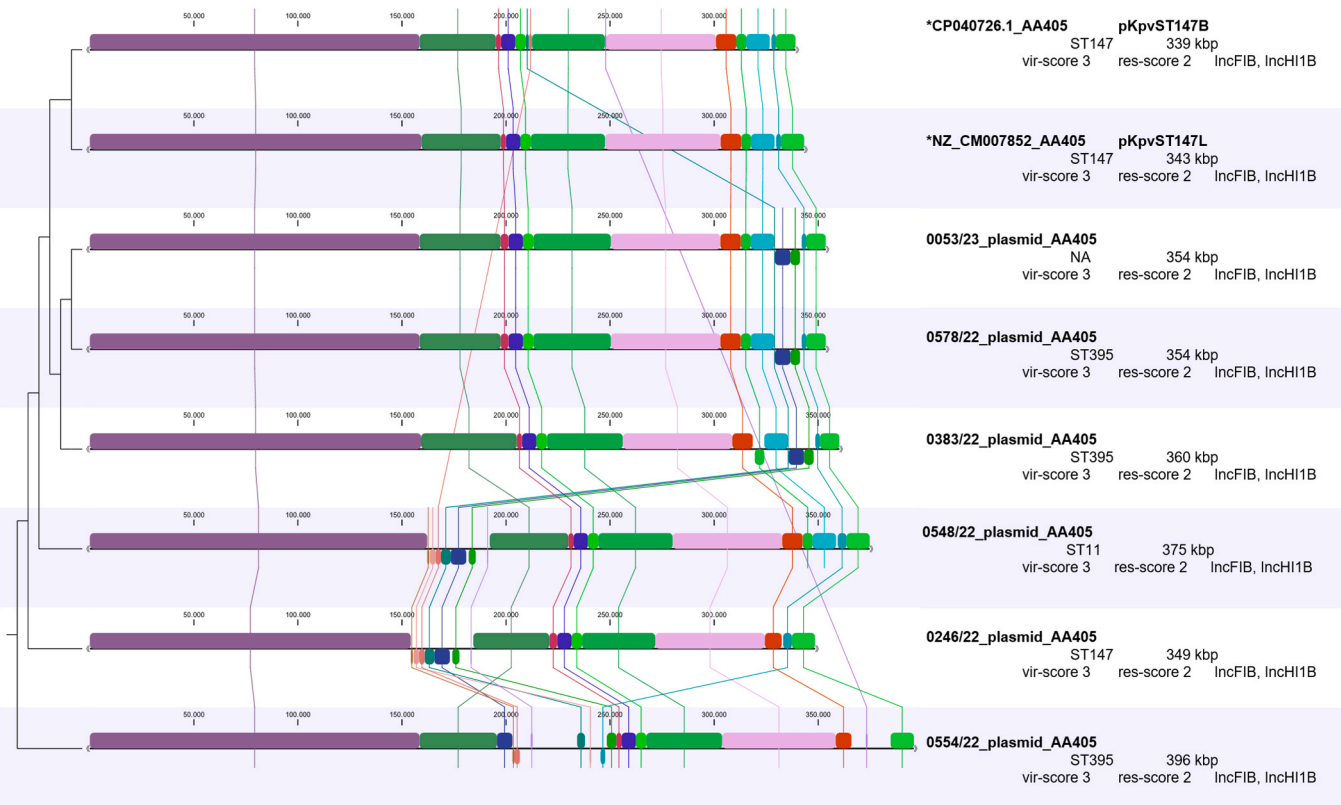 50.000 100.000 150.000 200.000 250.000 300.000
*CP040726.1_AA405 pKpvST147B
ST147 339 kbp
vir-score 3 res-score 2 IncFIB, IncHI1B
50.000 100.000 150.000 200.000 250.000 300.000
*NZ_CM007852_AA405 pKpvST147L
ST147 343 kbp
vir-score 3 res-score 2 IncFIB, IncHI1B
50.000 100.000 150.000 200.000 250.000 300.000 350.000
0053/23_plasmid_AA405
NA 354 kbp
vir-score 3 res-score 2 IncFIB, IncHI1B
50.000 100.000 150.000 200.000 250.000 300.000 350.000
0578/22_plasmid_AA405
ST395 354 kbp
vir-score 3 res-score 2 IncFIB, IncHI1B
50.000 100.000 150.000 200.000 250.000 300.000 350.000
0383/22_plasmid_AA405
ST395 360 kbp
vir-score 3 res-score 2 IncFIB, IncHI1B
50.000 100.000 150.000 200.000 250.000 300.000 350.000
0548/22_plasmid_AA405
ST11 375 kbp
vir-score 3 res-score 2 IncFIB, IncHI1B
50.000 100.000 150.000 200.000 250.000 300.000
0246/22_plasmid_AA405
ST147 349 kbp
vir-score 3 res-score 2 IncFIB, IncHI1B
50.000 100.000 150.000 200.000 250.000 300.000 350.000
0554/22_plasmid_AA405
ST395 396 kbp
vir-score 3 res-score 2 IncFIB, IncHI1B